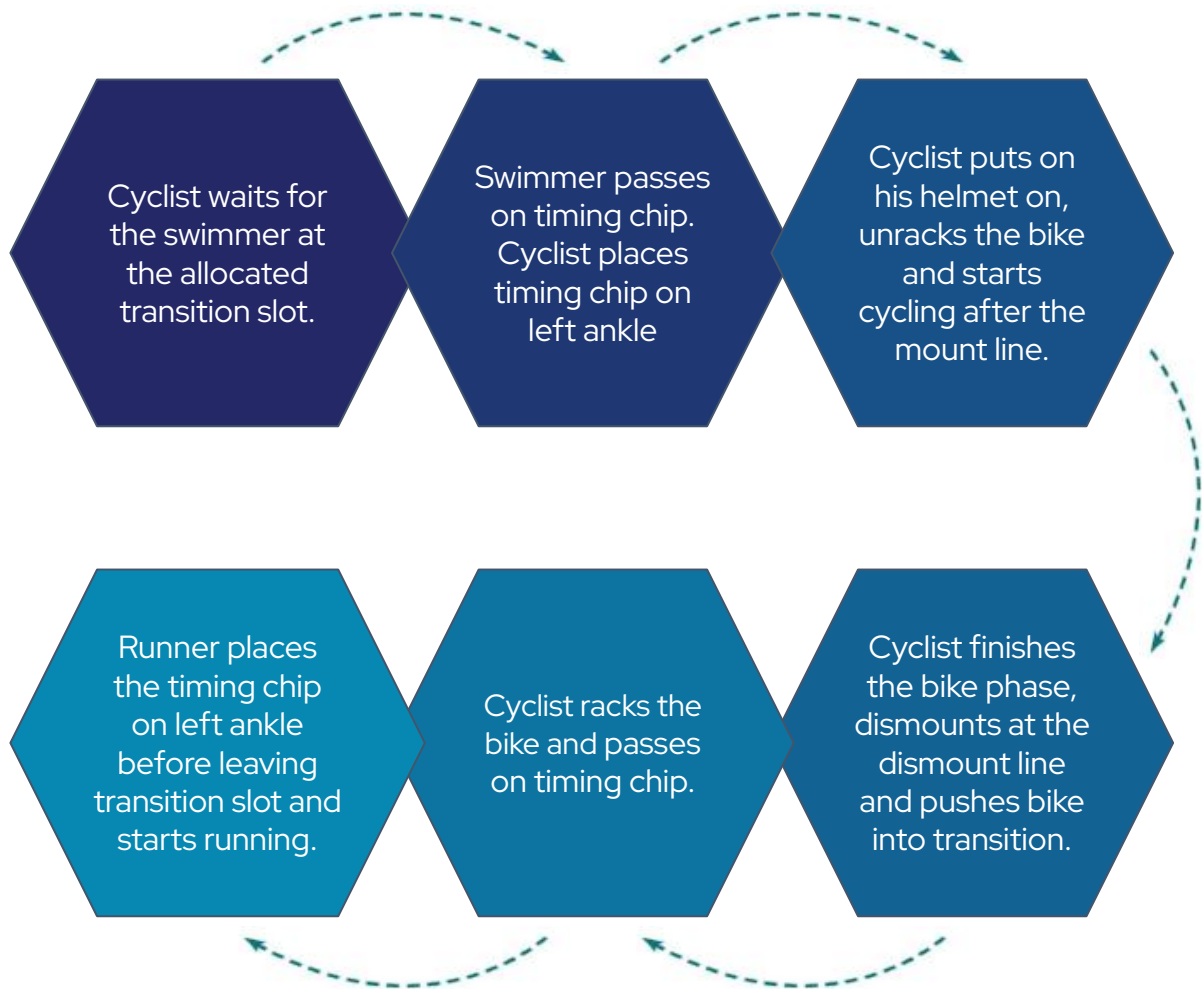 Cyclist waits for
the swimmer at
the allocated
transition slot.
Swimmer passes
on timing chip.
Cyclist places
timing chip on
left ankle
Cyclist puts on
his helmet on,
unracks the bike
and starts
cycling after the
mount line.
Cyclist finishes
the bike phase,
dismounts at the
dismount line
and pushes bike
into transition.
Cyclist racks the
bike and passes
on timing chip.
Runner places
the timing chip
on left ankle
before leaving
transition slot and
starts running.